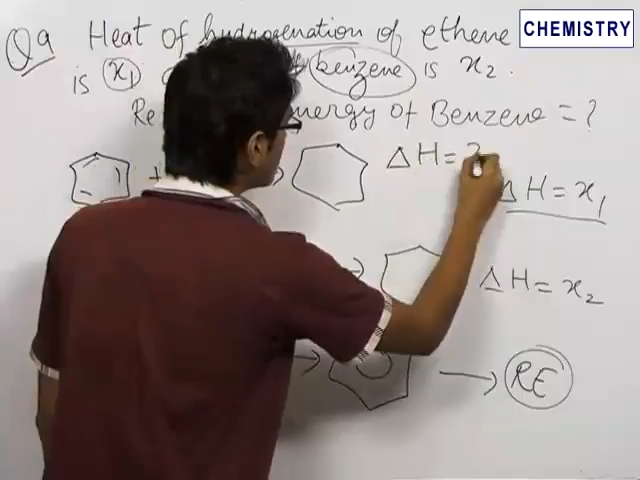 CHEMISTRY
Q9 Heat of hydrogenation of ethene
is x₁ benzene is x₂.
Re energy of Benzene = ?
+ ΔH =
ΔH = x₁
→ ΔH = x₂
→ → RE